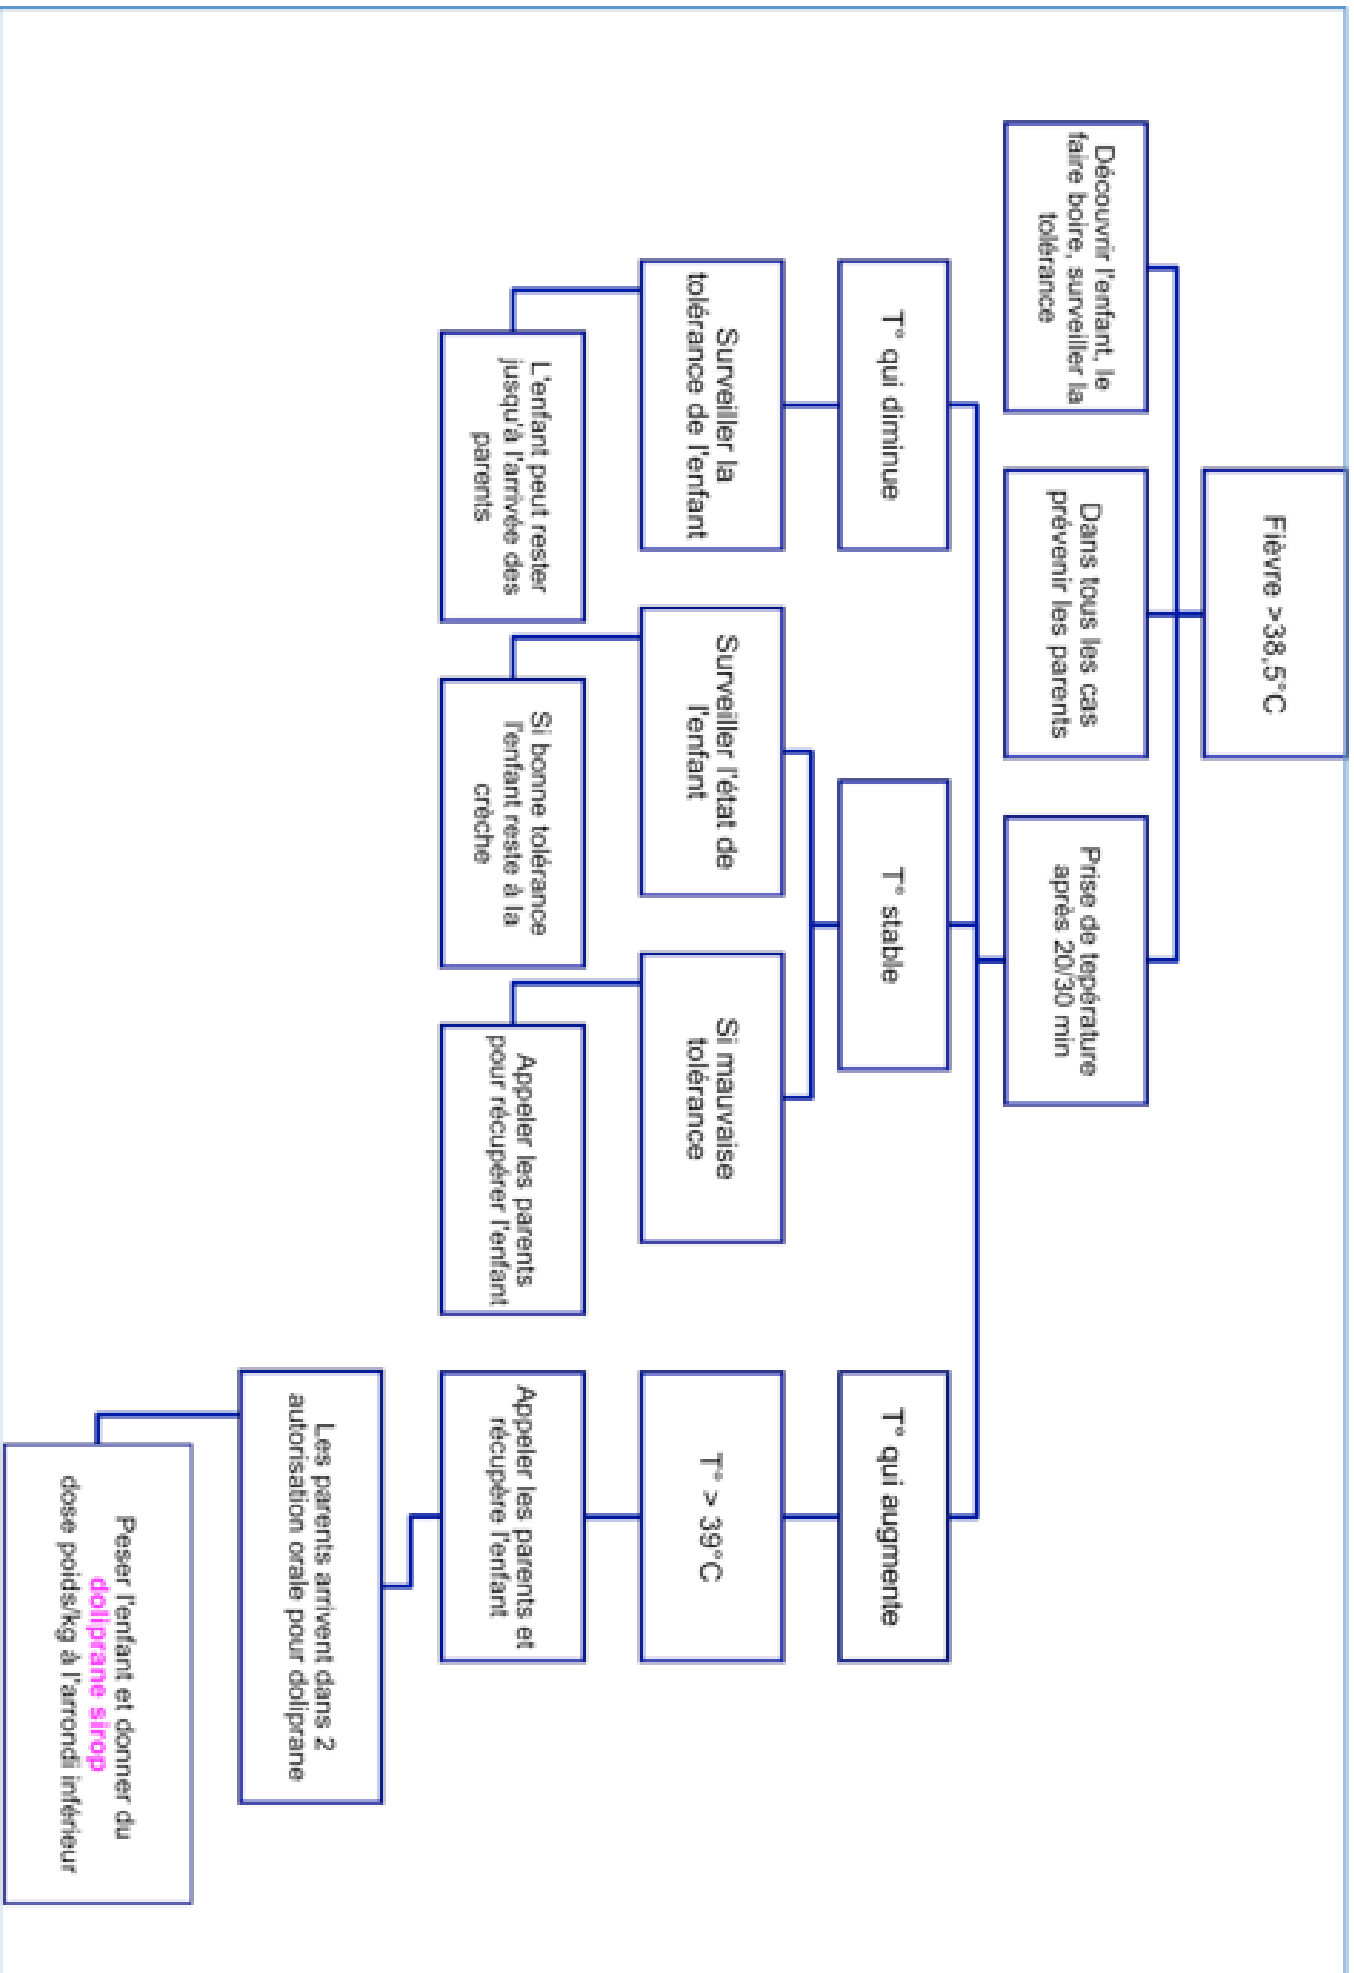 Fièvre >38,5°C
Découvrir l'enfant, le
faire boire, surveiller la
tolérance
Dans tous les cas
prévenir les parents
Prise de tepérature
après 20/30 min
T° qui diminue
T° stable
T° qui augmente
Surveiller la
tolérance de l'enfant
Surveiller l'état de
l'enfant
Si mauvaise
tolérance
T° > 39°C
L'enfant peut rester
jusqu'à l'arrivée des
parents
Si bonne tolérance
l'enfant reste à la
crèche
Appeler les parents
pour récupérer l'enfant
Appeler les parents et
récupère l'enfant
Les parents arrivent dans 2
autorisation orale pour doliprane
Peser l'enfant et donner du
doliprane sirop
dose poids/kg à l'arrondi inférieur